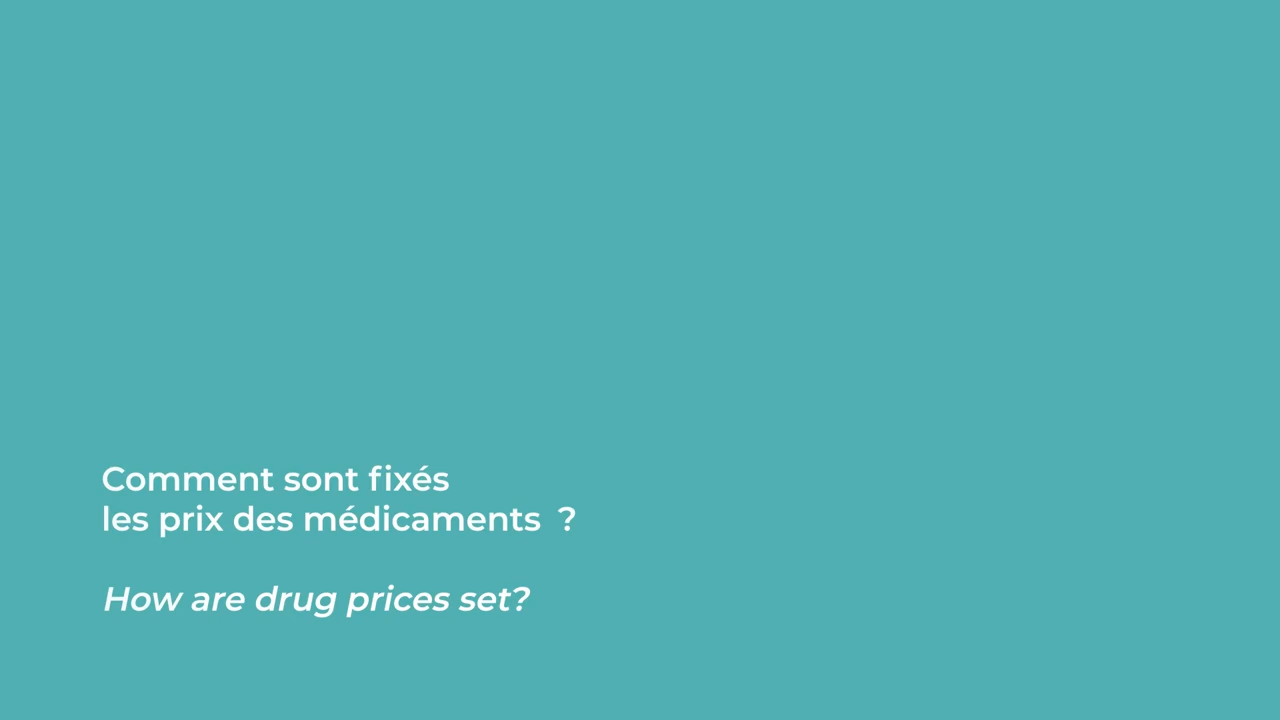 Comment sont fixés
les prix des médicaments  ?
How are drug prices set?